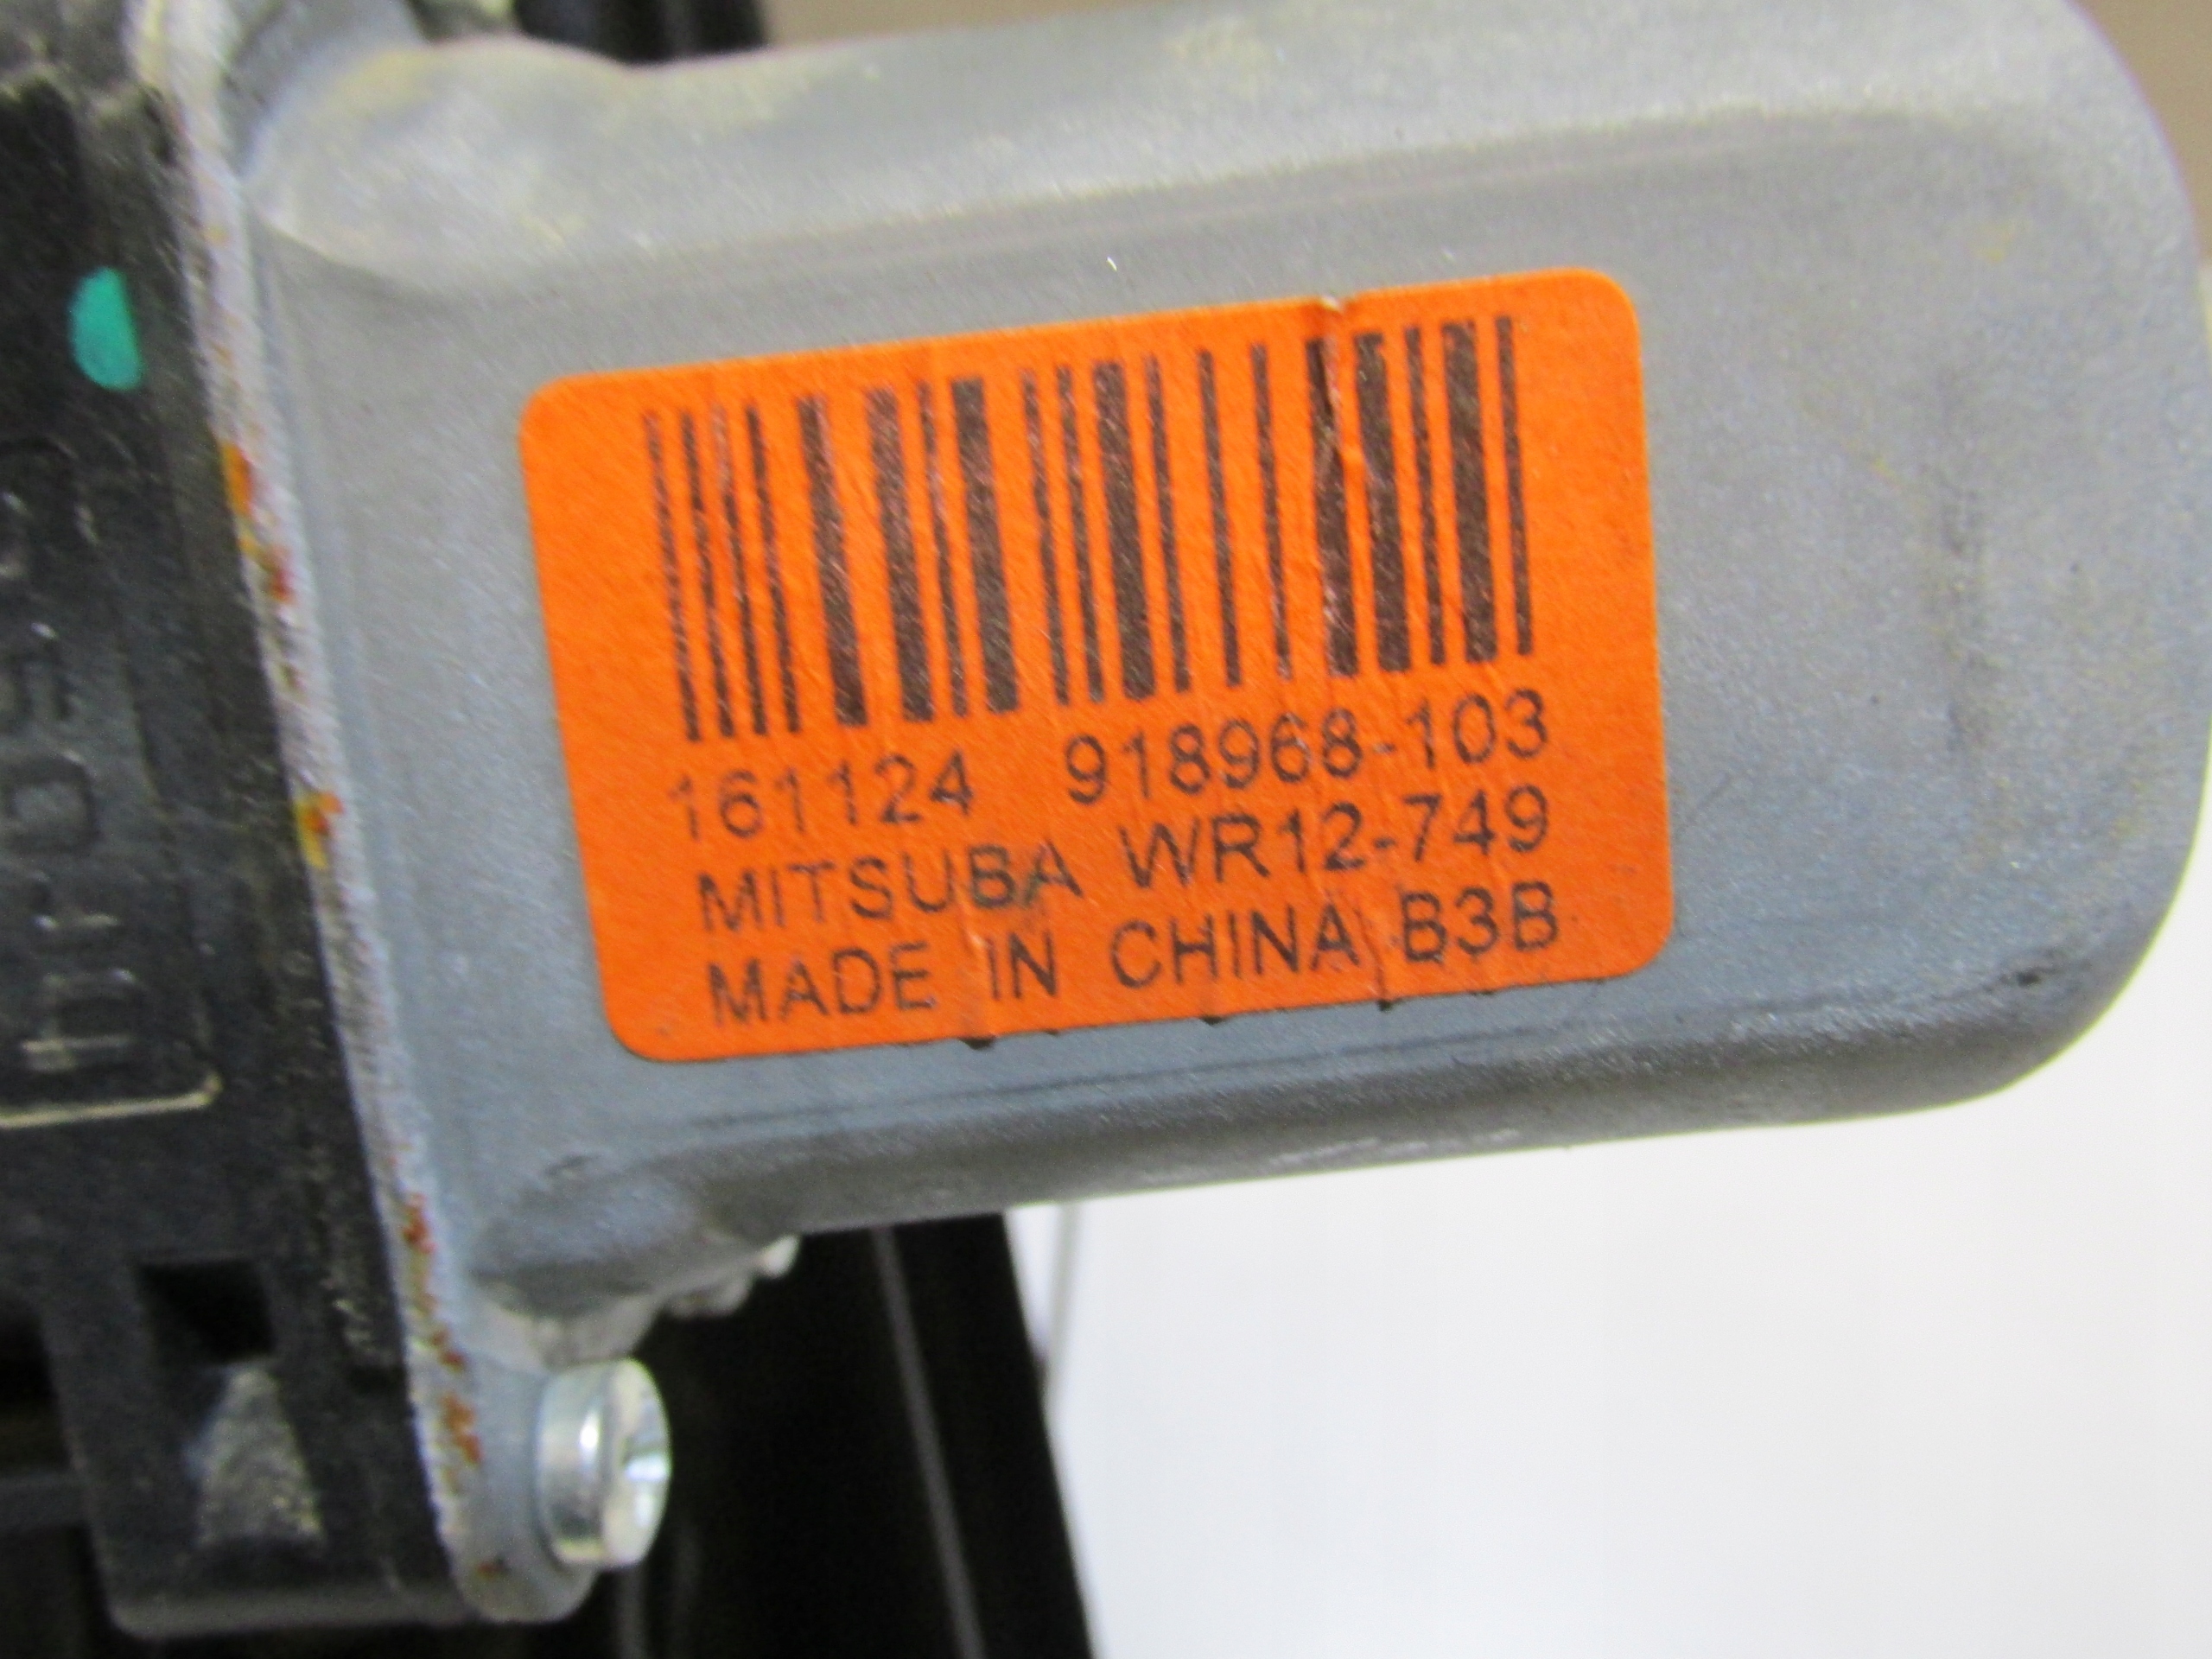 161124 918968-103
MITSUBA WR12-749
MADE IN CHINA B3B